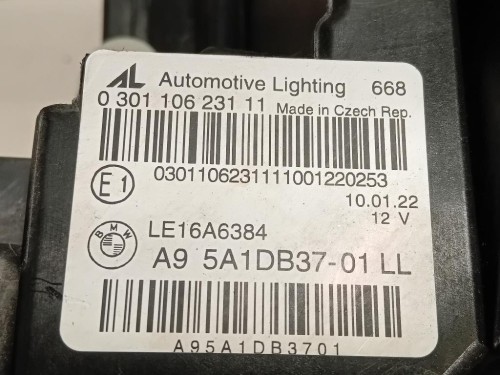 AL Automotive Lighting 668
0 301 106 231 11 Made in Czech Rep.
0301106231111001220253
E1
10.01.22
12 V
BMW
LE16A6384
A9 5A1DB37-01 LL
A95A1DB3701